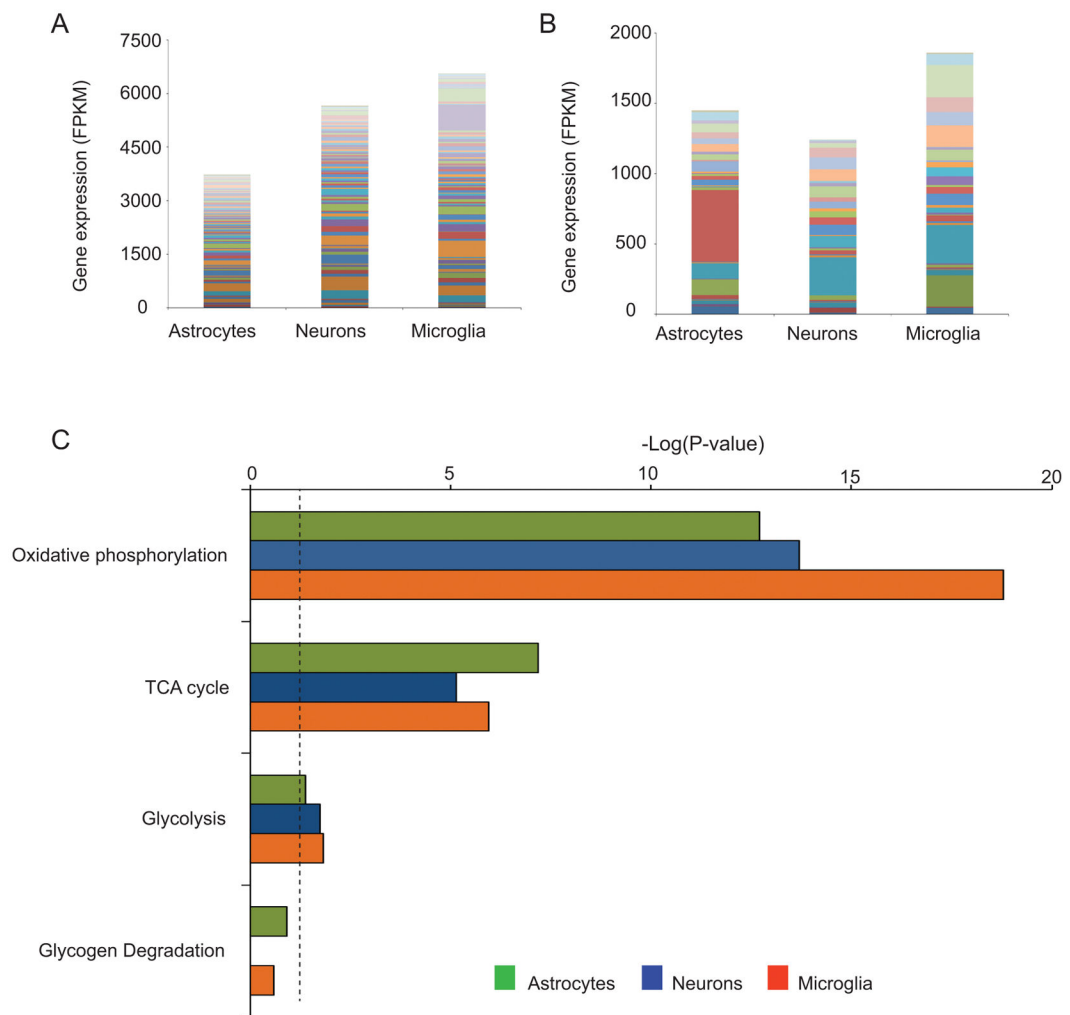 A
Gene expression (FPKM)
7500
6000
4500
3000
1500
0
Astrocytes Neurons Microglia
B
Gene expression (FPKM)
2000
1500
1000
500
0
Astrocytes Neurons Microglia
C
-Log(P-value)
0 5 10 15 20
Oxidative phosphorylation
TCA cycle
Glycolysis
Glycogen Degradation
Astrocytes Neurons Microglia